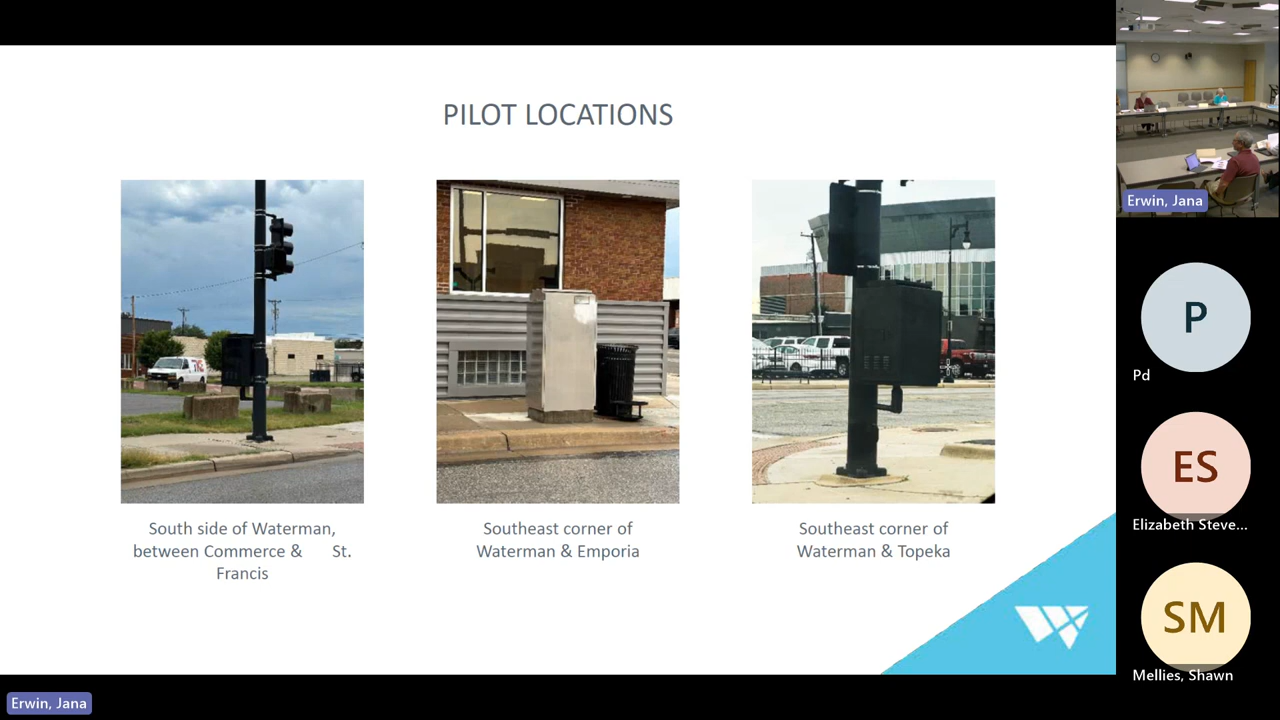 PILOT LOCATIONS
South side of Waterman,
between Commerce & St.
Francis
Southeast corner of
Waterman & Emporia
Southeast corner of
Waterman & Topeka
Erwin, Jana
P
Pd
ES
Elizabeth Steve...
SM
Mellies, Shawn
Erwin, Jana